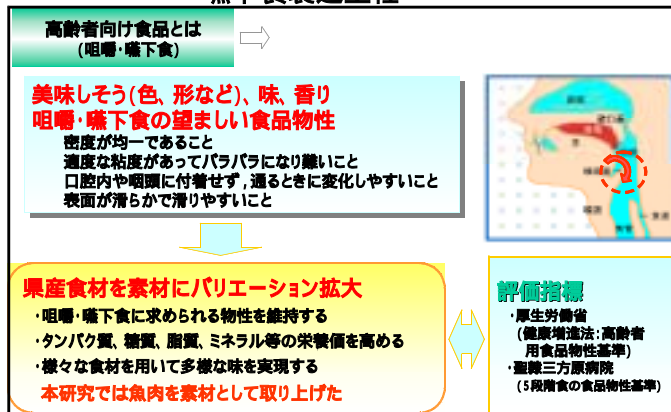 高齢者向け食品とは
(咀嚼・嚥下食)
美味しそう(色、形など)、味、香り
咀嚼・嚥下食の望ましい食品物性
密度が均一であること
適度な粘度があってバラバラになり難いこと
口腔内や咽頭に付着せず,通るときに変化しやすいこと
表面が滑らかで滑りやすいこと
県産食材を素材にバリエーション拡大
・咀嚼・嚥下食に求められる物性を維持する
・タンパク質、糖質、脂質、ミネラル等の栄養価を高める
・様々な食材を用いて多様な味を実現する
本研究では魚肉を素材として取り上げた
評価指標
・厚生労働省
(健康増進法:高齢者
用食品物性基準)
・聖隷三方原病院
(5段階食の食品物性基準)